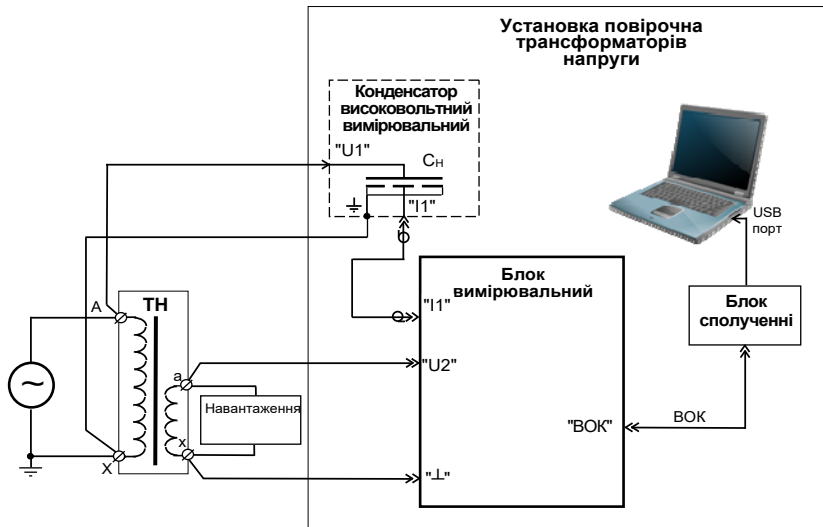 Установка повірочна
трансформаторів
напруги
Конденсатор
високовольтний
вимірювальний
"U1"
Cн
"I1"
USB
порт
Блок
вимірювальний
Блок
сполученні
"I1"
A
ТН
"U2"
a
Навантаження
x
"ВОК"
ВОК
X
"⊥"